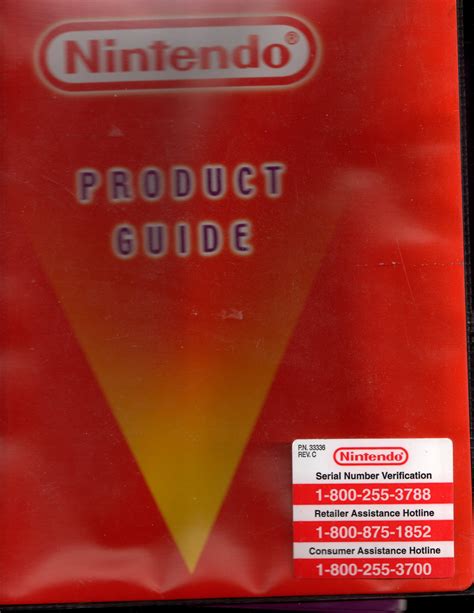 Nintendo®
PRODUCT
GUIDE
P.N. 33336
REV. C
Nintendo
Serial Number Verification
1-800-255-3788
Retailer Assistance Hotline
1-800-875-1852
Consumer Assistance Hotline
1-800-255-3700